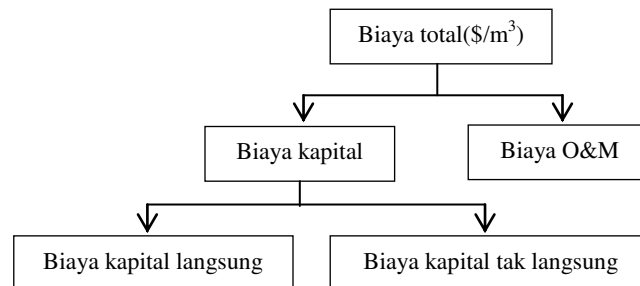 Biaya total($/m³)
Biaya kapital
Biaya O&M
Biaya kapital langsung
Biaya kapital tak langsung